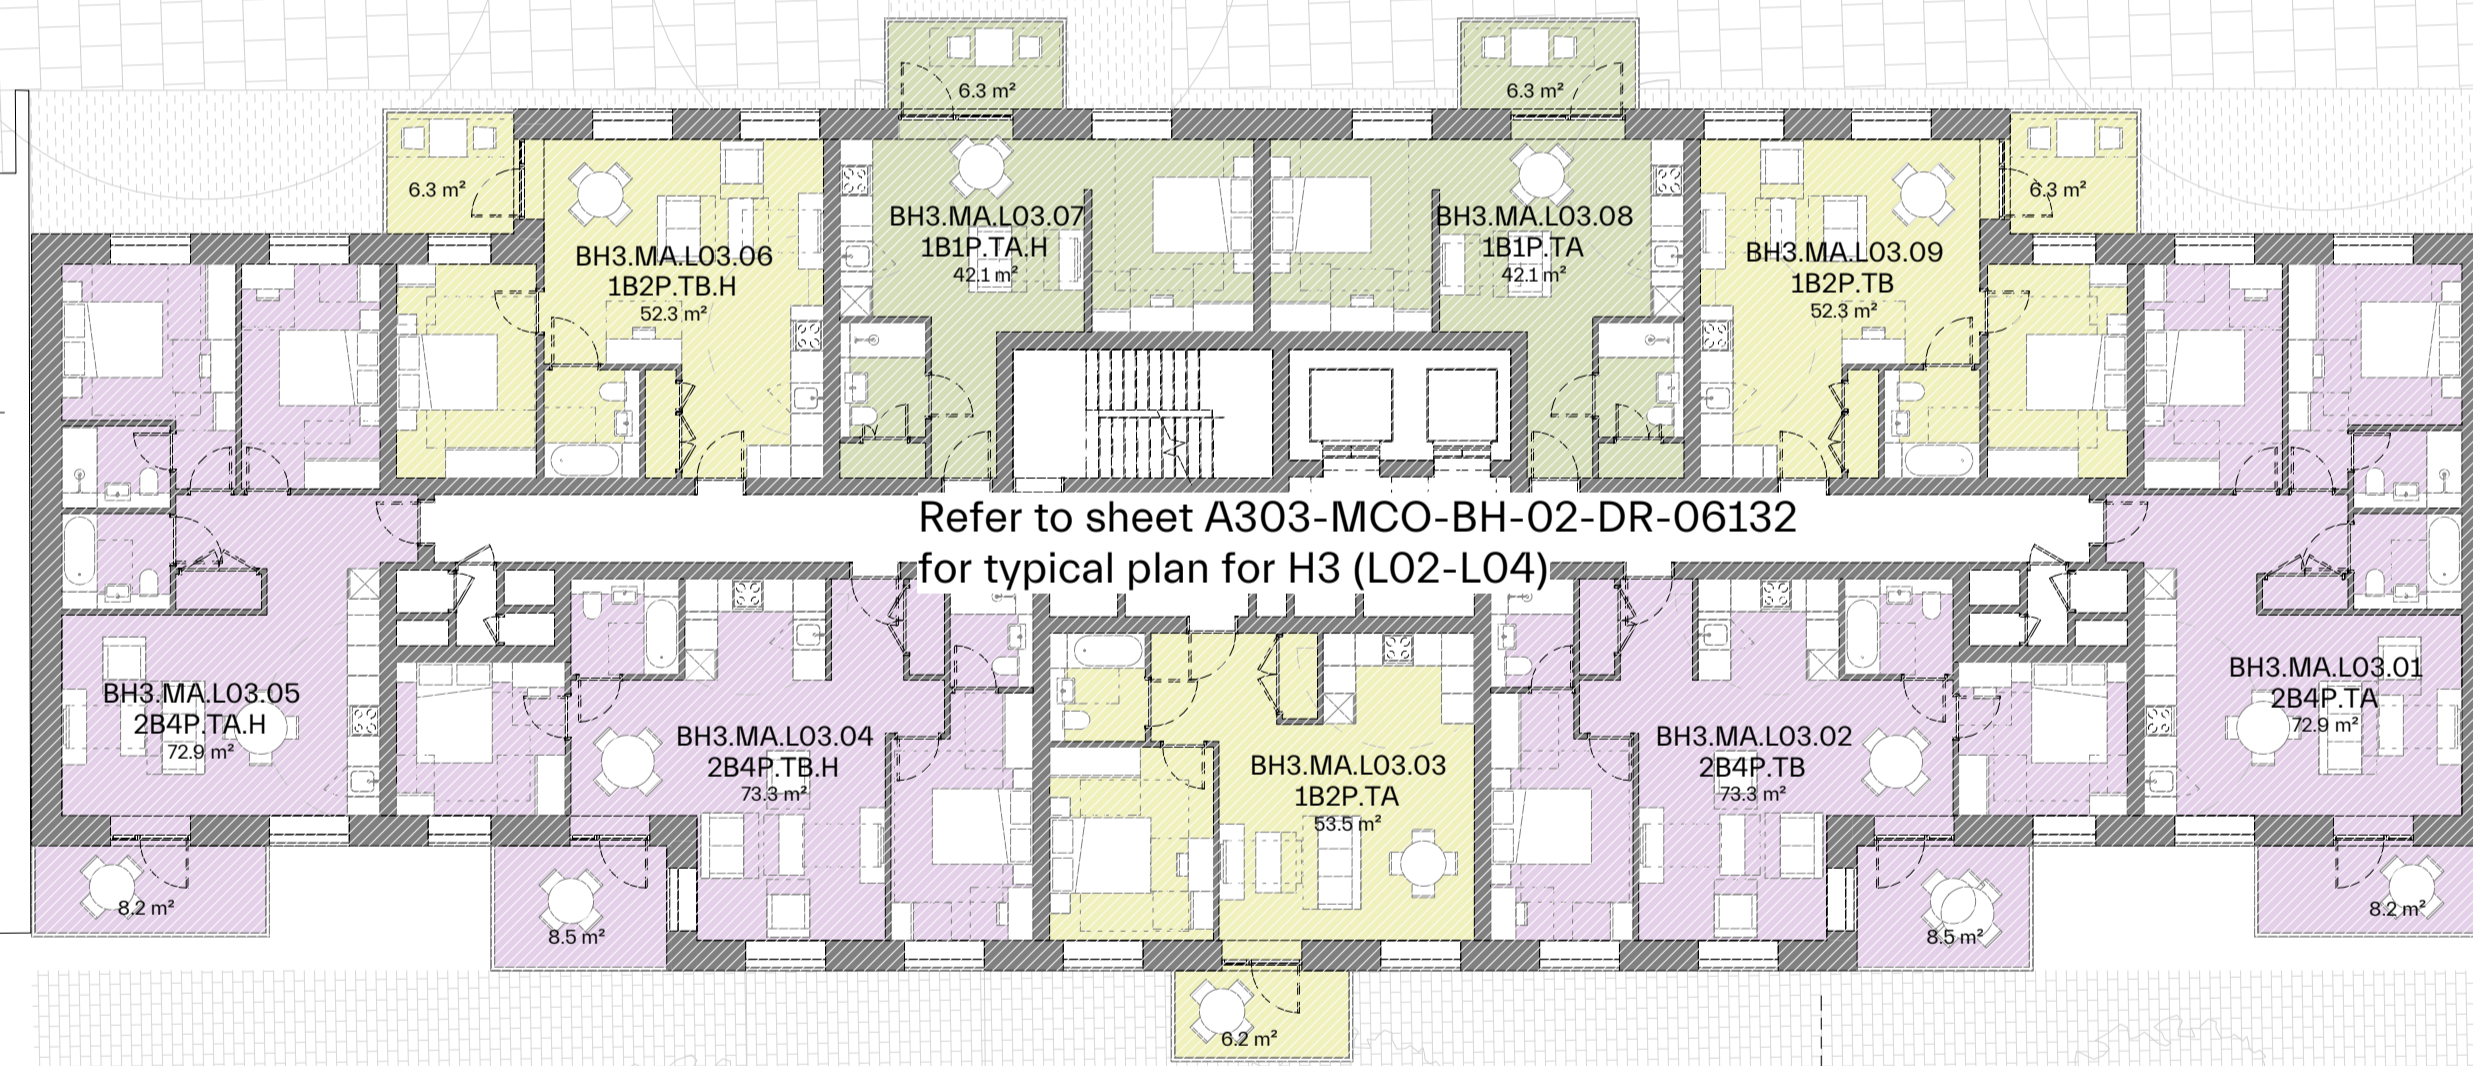 6.3 m²
6.3 m²
6.3 m²
BH3.MA.L03.06
1B2P.TB.H
52.3 m²
BH3.MA.L03.07
1B1P.TA.H
42.1 m²
BH3.MA.L03.08
1B1P.TA
42.1 m²
BH3.MA.L03.09
1B2P.TB
52.3 m²
6.3 m²
Refer to sheet A303-MCO-BH-02-DR-06132
for typical plan for H3 (L02-L04)
BH3.MA.L03.05
2B4P.TA.H
72.9 m²
BH3.MA.L03.04
2B4P.TB.H
73.3 m²
BH3.MA.L03.03
1B2P.TA
53.5 m²
BH3.MA.L03.02
2B4P.TB
73.3 m²
BH3.MA.L03.01
2B4P.TA
72.9 m²
8.2 m²
8.5 m²
6.2 m²
8.5 m²
8.2 m²